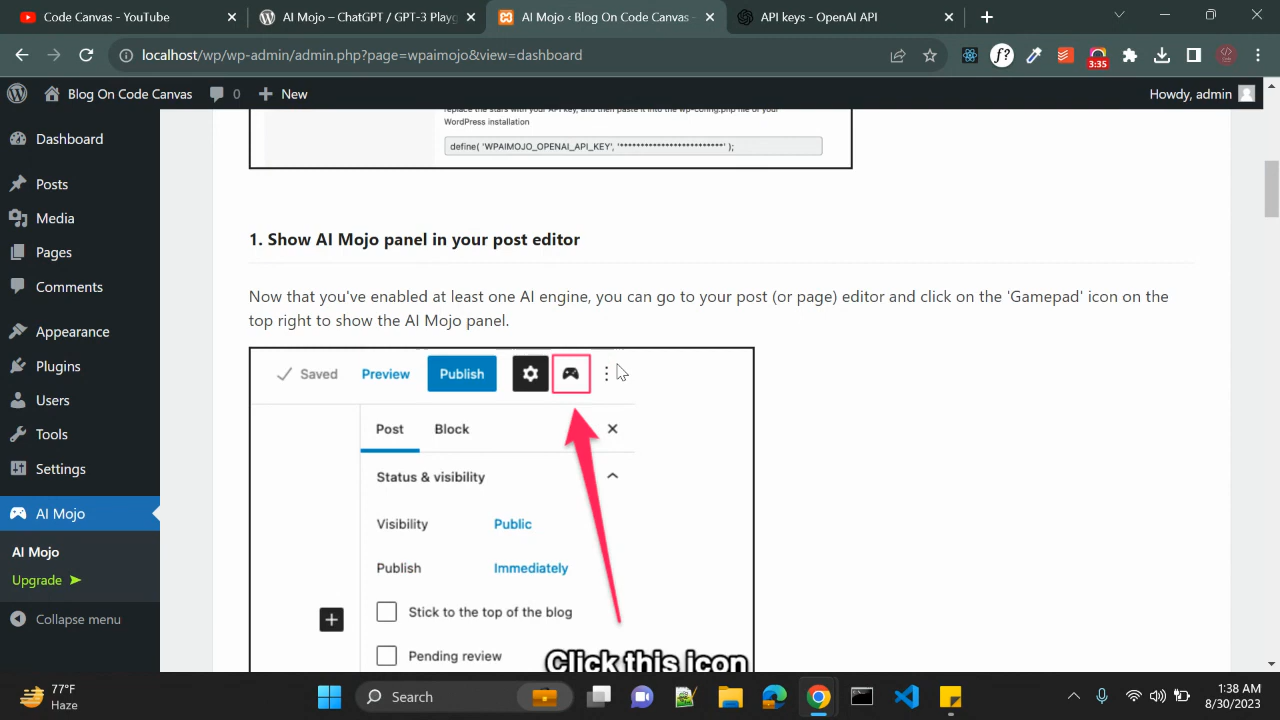 Code Canvas - YouTube
AI Mojo – ChatGPT / GPT-3 Playg
AI Mojo ‹ Blog On Code Canvas -
API keys - OpenAI API
localhost/wp/wp-admin/admin.php?page=wpaimojo&view=dashboard
f?
3:35
Blog On Code Canvas
0
New
Howdy, admin
Dashboard
Posts
Media
Pages
Comments
Appearance
Plugins
Users
Tools
Settings
AI Mojo
AI Mojo
Upgrade
Collapse menu
replace the stars with your API key, and then paste it into the wp-config.php file of your
WordPress installation
define( 'WPAIMOJO_OPENAI_API_KEY', '*************************' );
1. Show AI Mojo panel in your post editor
Now that you've enabled at least one AI engine, you can go to your post (or page) editor and click on the 'Gamepad' icon on the
top right to show the AI Mojo panel.
Saved
Preview
Publish
Post
Block
Status & visibility
Visibility
Public
Publish
Immediately
Stick to the top of the blog
Pending review
Click this icon
77°F
Haze
Search
1:38 AM
8/30/2023